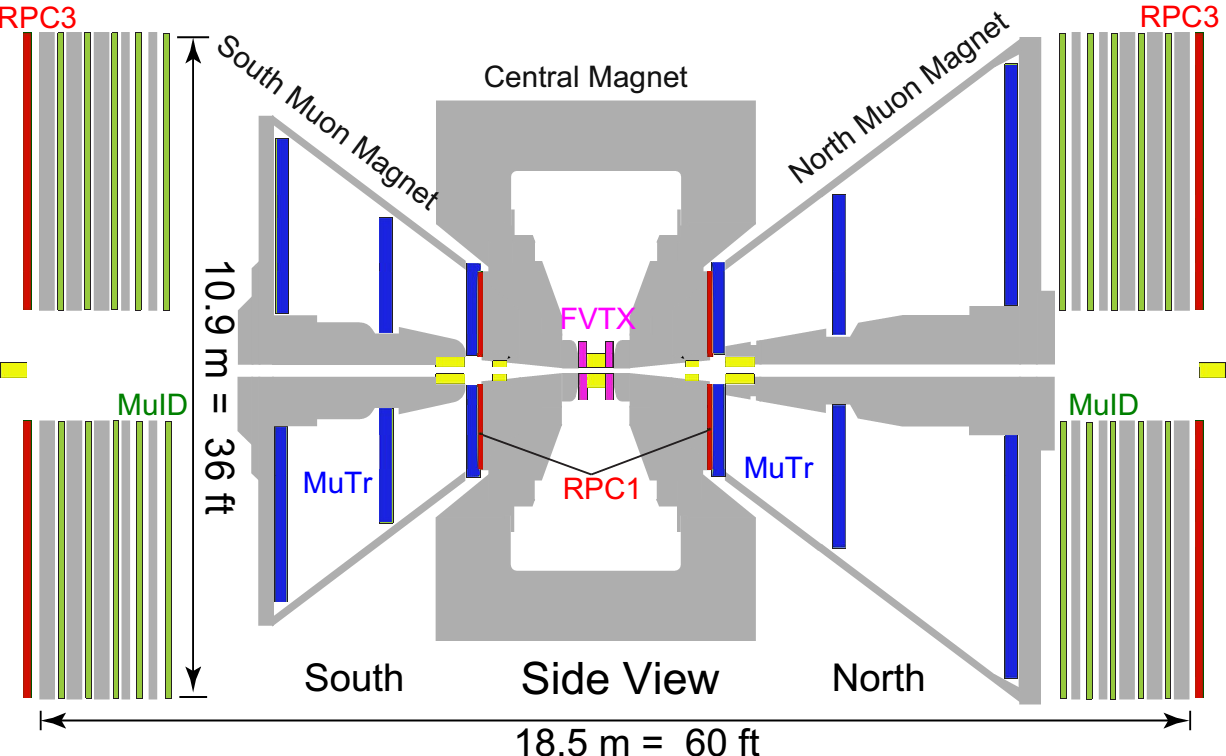 RPC3
RPC3
South Muon Magnet
Central Magnet
North Muon Magnet
10.9 m = 36 ft
FVTX
MuID
MuID
MuTr
RPC1
MuTr
South
Side View
North
18.5 m = 60 ft